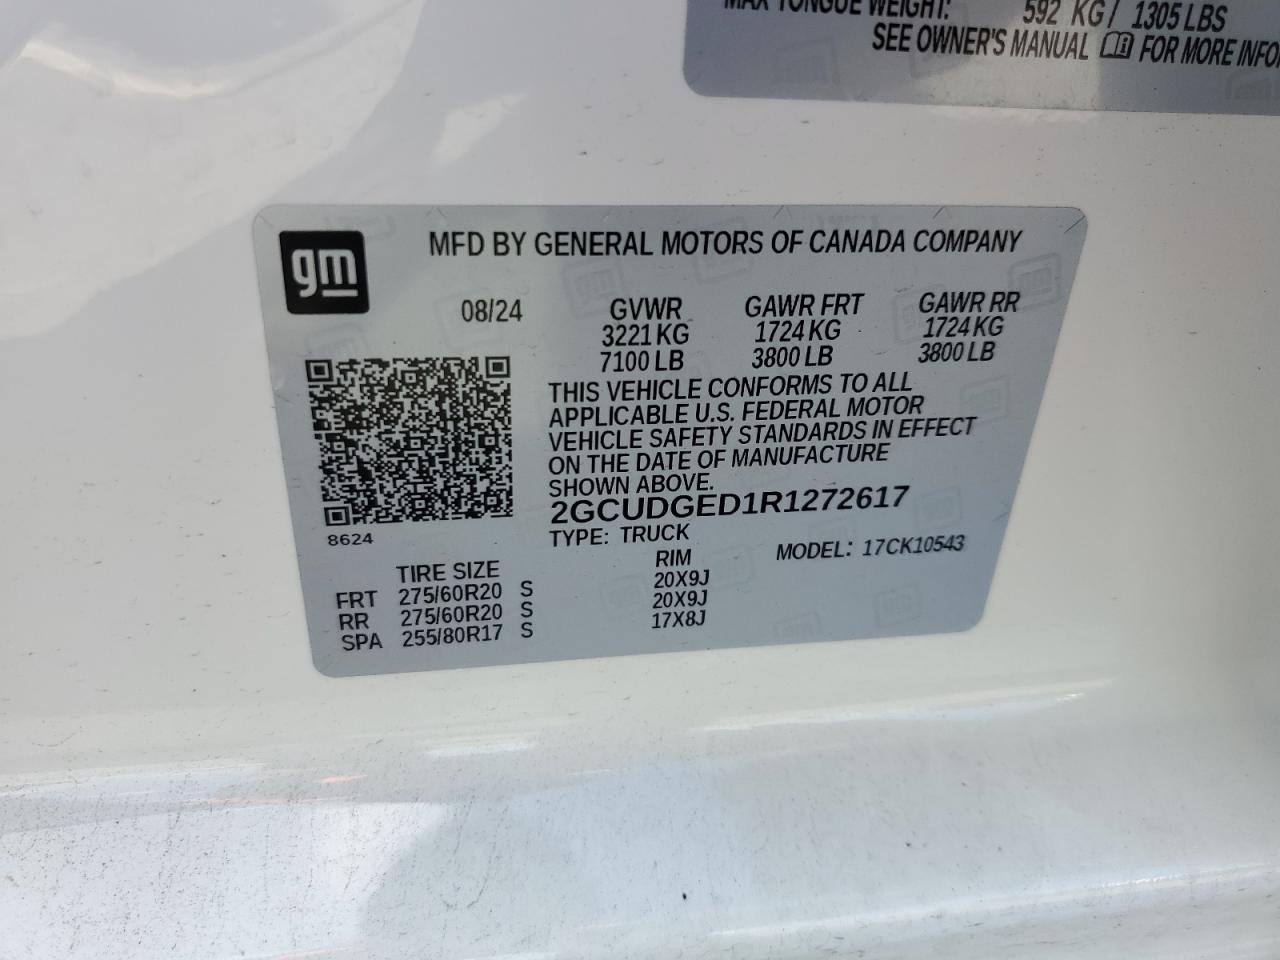 MAX TONGUE WEIGHT: 592 KG/ 1305 LBS
SEE OWNER'S MANUAL FOR MORE
gm
MFD BY GENERAL MOTORS OF CANADA COMPANY
08/24 GVWR GAWR FRT GAWR RR
3221 KG 1724 KG 1724 KG
7100 LB 3800 LB 3800 LB
THIS VEHICLE CONFORMS TO ALL
APPLICABLE U.S. FEDERAL MOTOR
VEHICLE SAFETY STANDARDS IN EFFECT
ON THE DATE OF MANUFACTURE
SHOWN ABOVE.
2GCUDGED1R1272617
8624
TYPE: TRUCK MODEL: 17CK10543
TIRE SIZE RIM
FRT 275/60R20 S 20X9J
RR 275/60R20 S 20X9J
SPA 255/80R17 S 17X8J